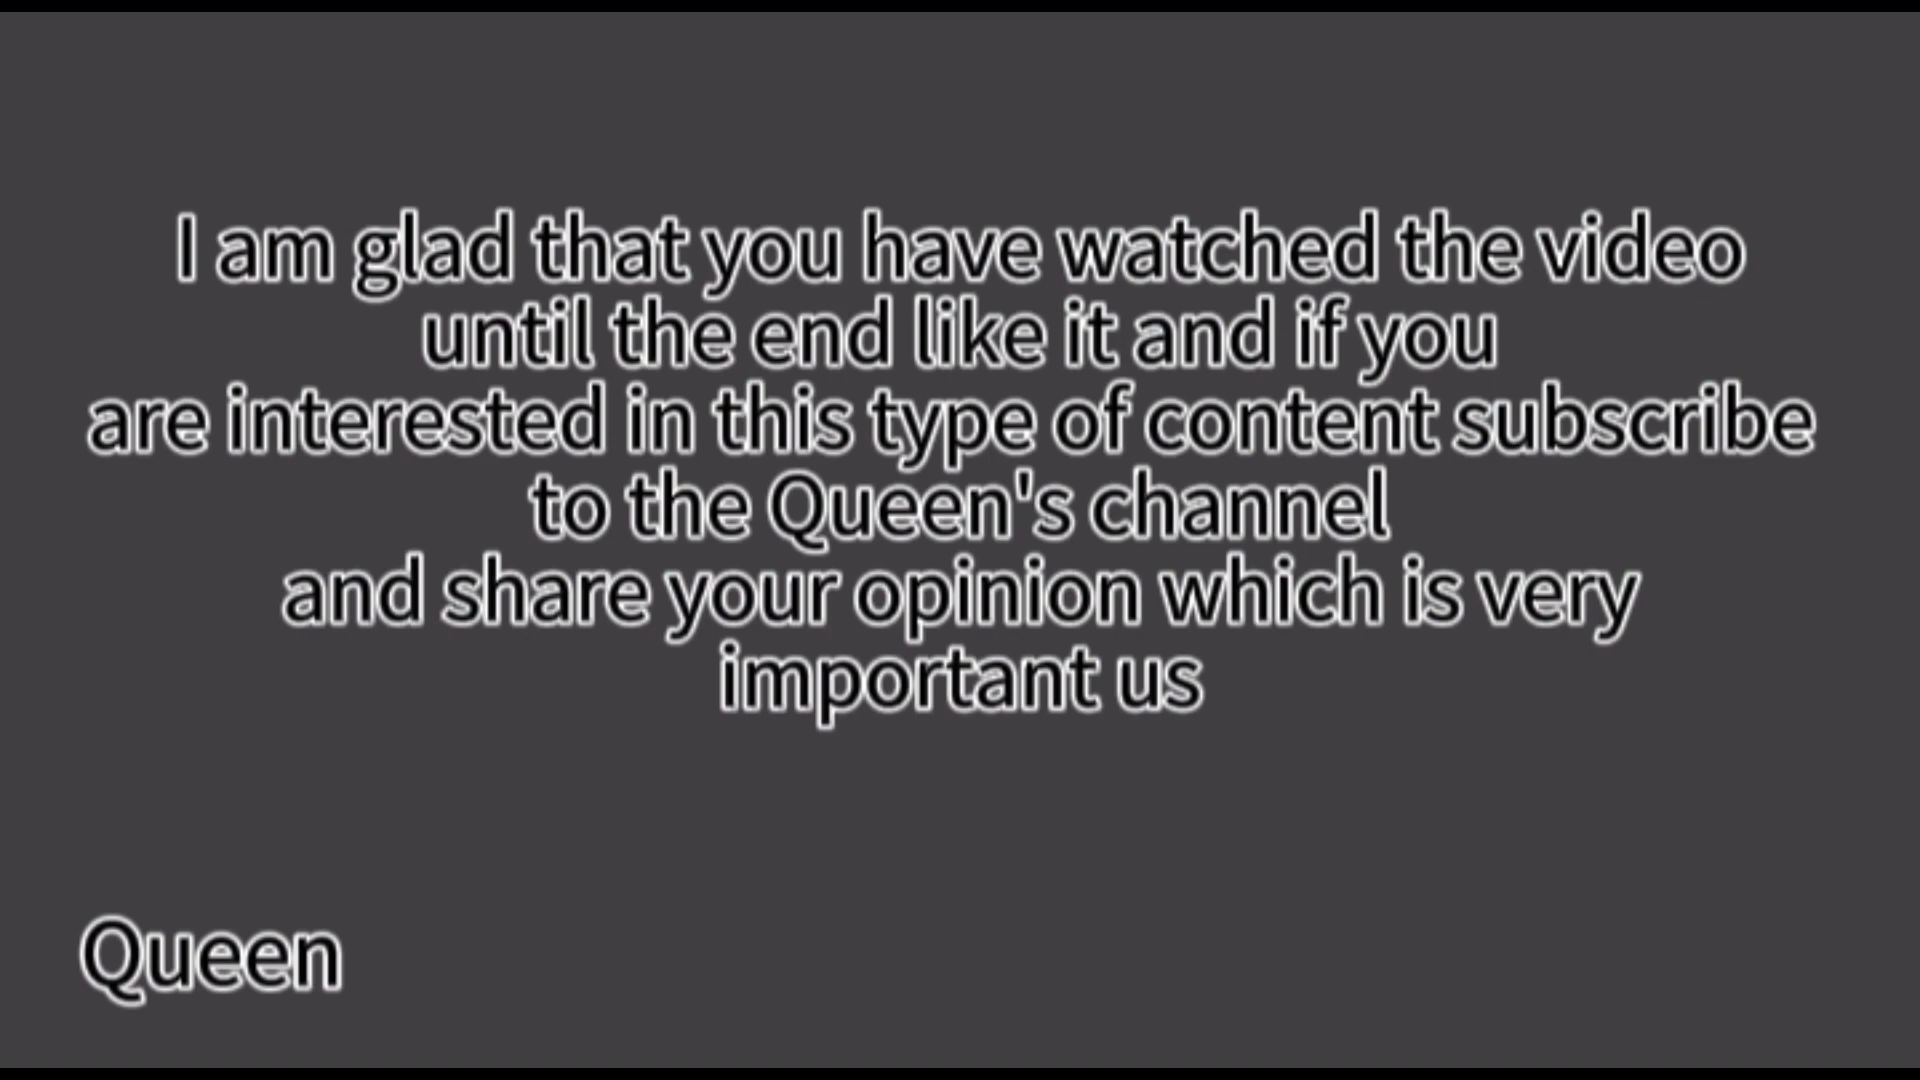 I am glad that you have watched the video
until the end like it and if you
are interested in this type of content subscribe
to the Queen's channel
and share your opinion which is very
important us
Queen